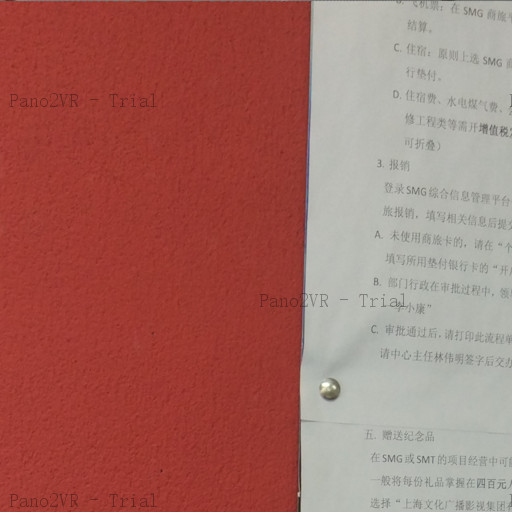 B. 飞机票：在 SMG 商旅平
结算。
C. 住宿：原则上选 SMG 商
行垫付。
D. 住宿费、水电煤气费、
修工程类等需开增值税
可折叠）
3. 报销
登录 SMG 综合信息管理平台
旅报销，填写相关信息后提交
A. 未使用商旅卡的，请在“个
填写所用垫付银行卡的“开户
B. 部门行政在审批过程中，领
李小康”
C. 审批通过后，请打印此流程单
请中心主任林伟明签字后交办
五. 赠送纪念品
在 SMG 或 SMT 的项目经营中可能
一般将每份礼品掌握在四百元人
选择“上海文化广播影视集团
Pano2VR - Trial
Pano2VR - Trial
Pano2VR - Trial